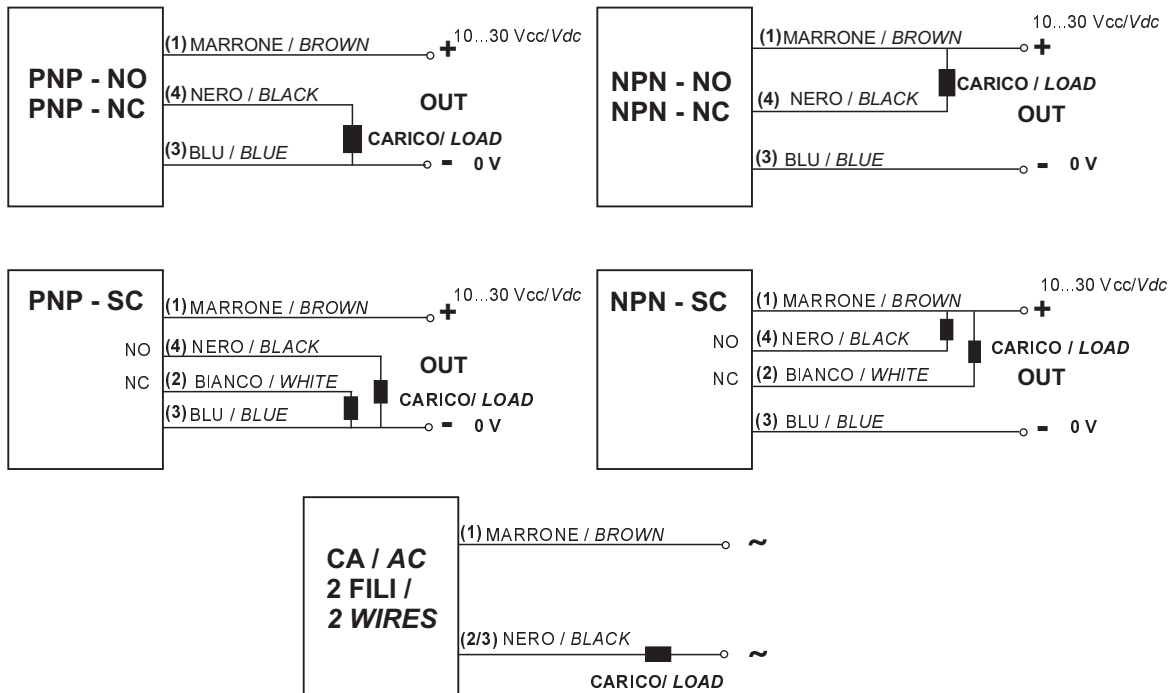 PNP - NO
PNP - NC
(1) MARRONE / BROWN
+ 10...30 Vcc/Vdc
(4) NERO / BLACK
OUT
CARICO/ LOAD
(3) BLU / BLUE
- 0 V
NPN - NO
NPN - NC
(1) MARRONE / BROWN
10...30 Vcc/Vdc
+
CARICO / LOAD
(4) NERO / BLACK
OUT
(3) BLU / BLUE
- 0 V
PNP - SC
(1) MARRONE / BROWN
+ 10...30 Vcc/Vdc
NO (4) NERO / BLACK
OUT
NC (2) BIANCO / WHITE
CARICO/ LOAD
(3) BLU / BLUE
- 0 V
NPN - SC
(1) MARRONE / BROWN
10...30 Vcc/Vdc
+
NO (4) NERO / BLACK
CARICO / LOAD
NC (2) BIANCO / WHITE
OUT
(3) BLU / BLUE
- 0 V
CA / AC
2 FILI /
2 WIRES
(1) MARRONE / BROWN
~
(2/3) NERO / BLACK
~
CARICO/ LOAD